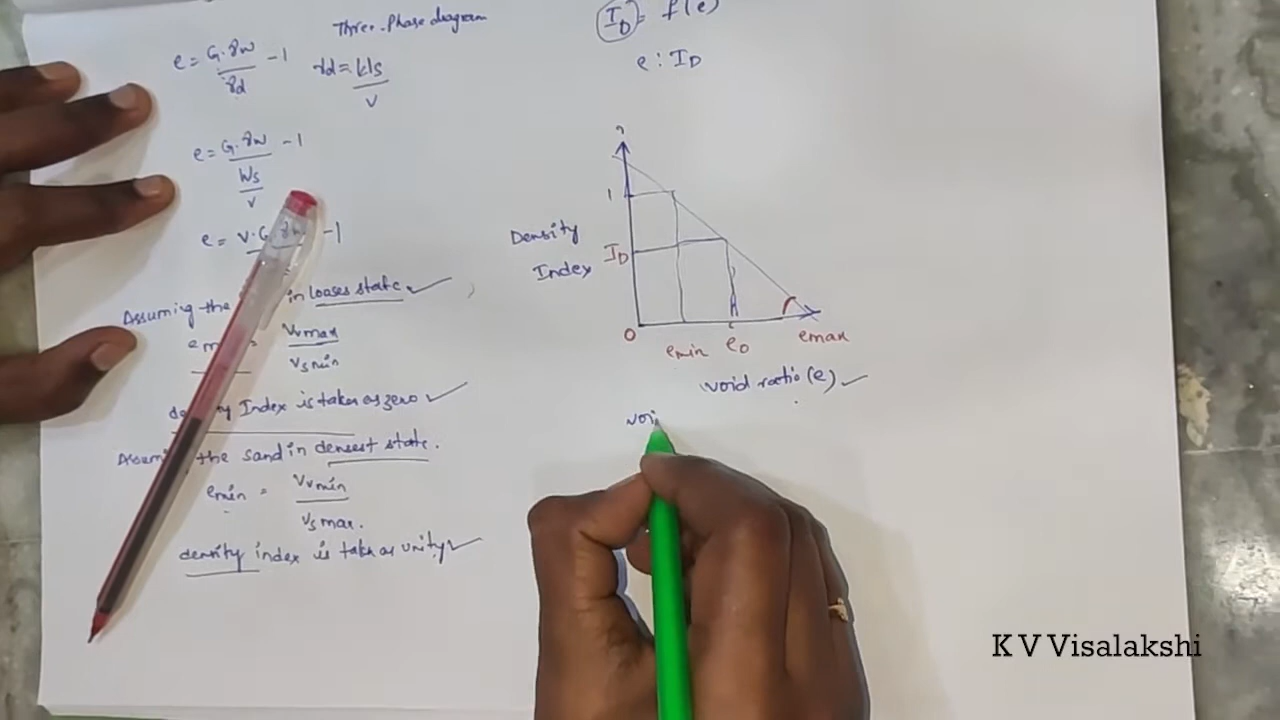 Three-Phase diagram
e = G.γw / γd - 1
γd = Ws / V
e = G.γw / Ws / V - 1
e = V.G γw - 1
Assuming the in looses state.
Vvmax
Vsmin
density Index is taken as zero
Assuming the sand in densest state.
emin = Vvmin / Vsmax.
density index is taken as unity
ID = f(e)
e : ID
1
Density
Index
ID
0
emin
eD
emax
void ratio (e)
voi
K V Visalakshi